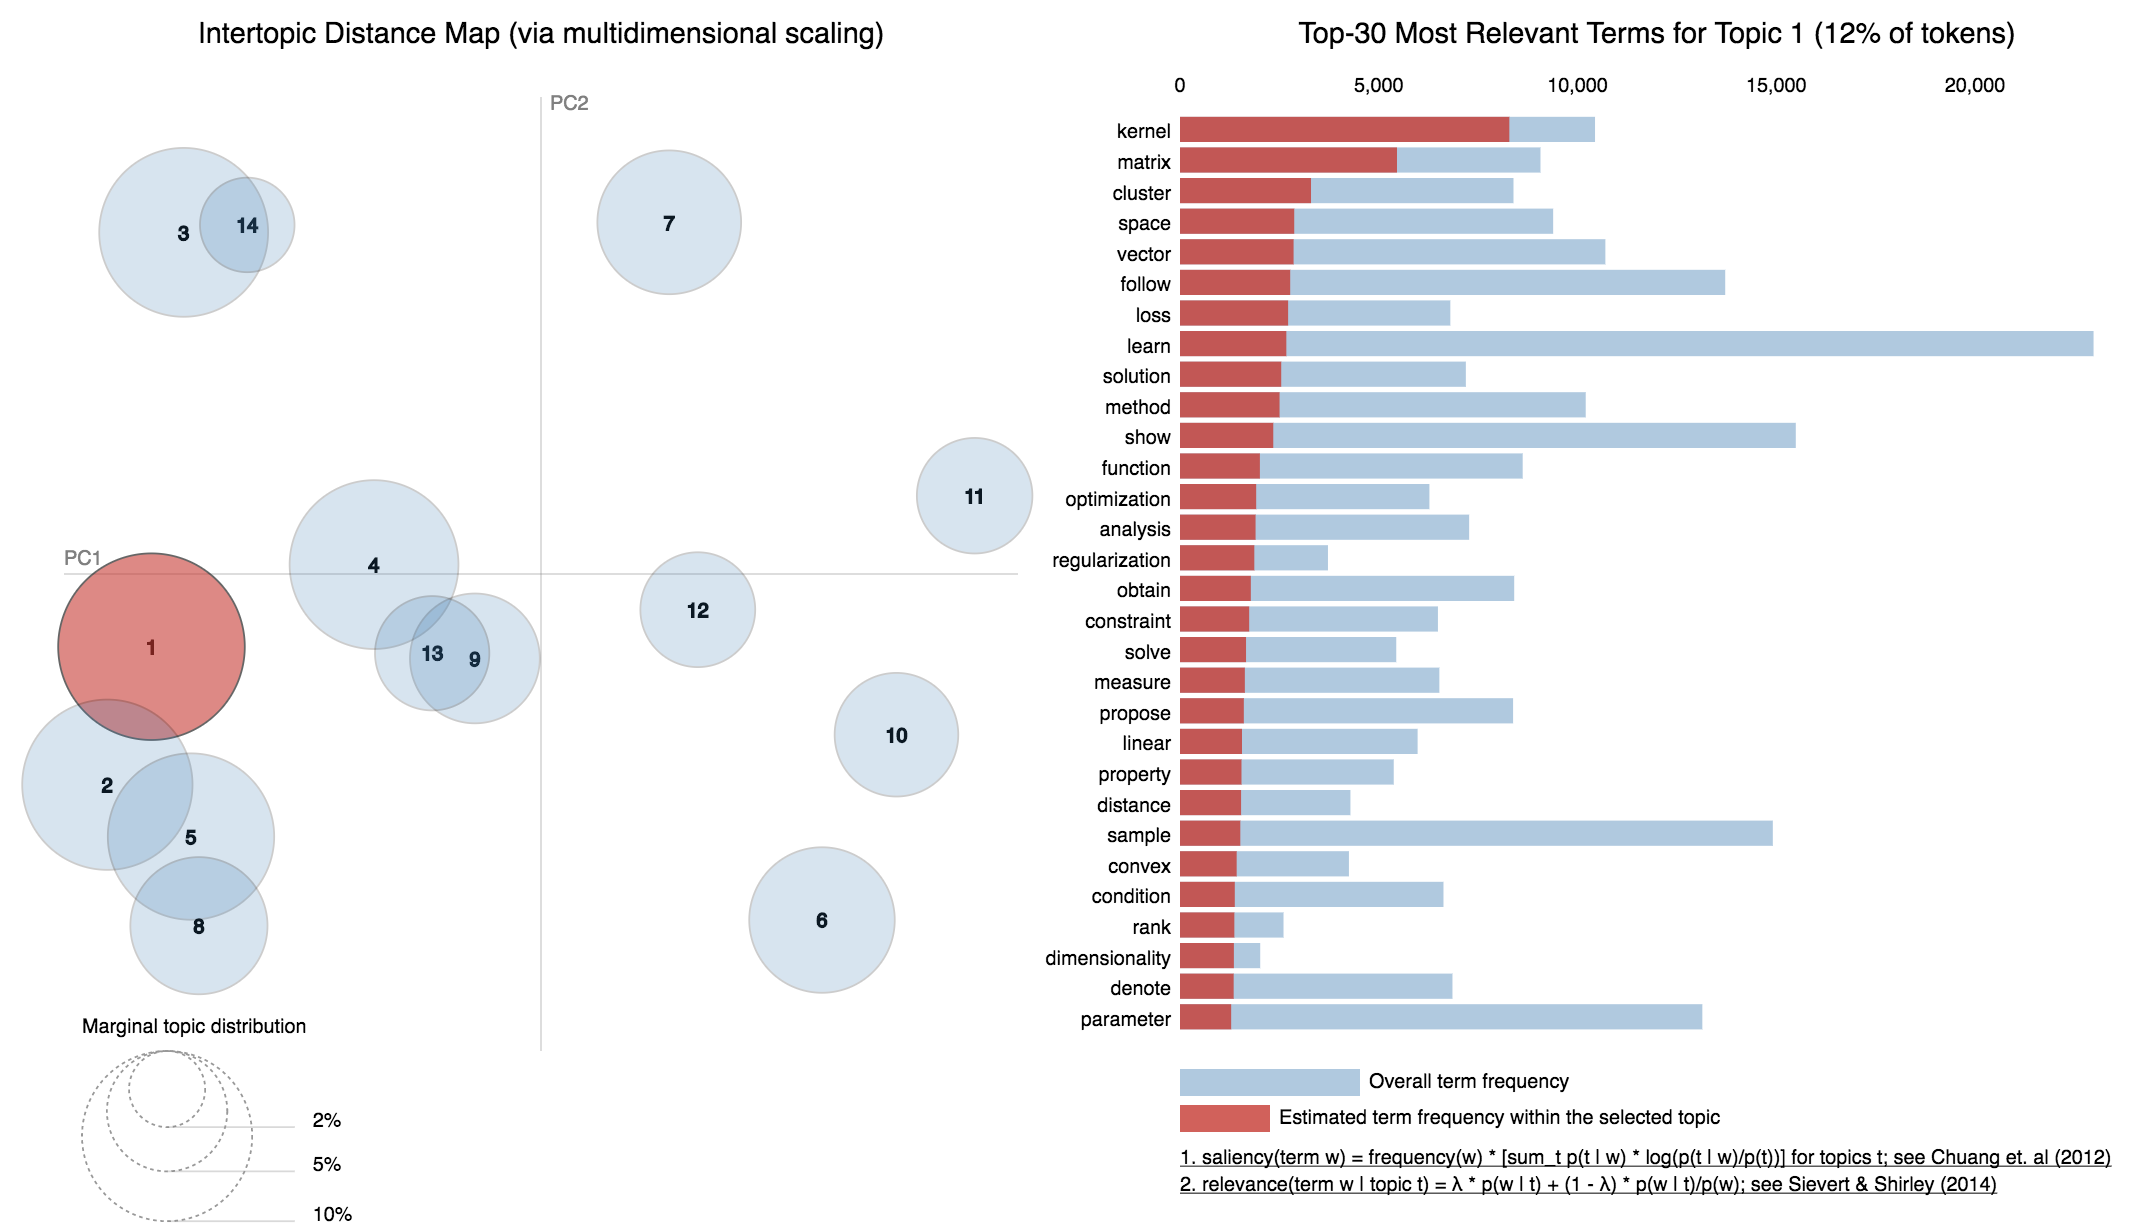 Intertopic Distance Map (via multidimensional scaling)
PC2
3
14
7
11
4
PC1
12
1
13
9
10
2
5
8
6
Marginal topic distribution
2%
5%
10%
Top-30 Most Relevant Terms for Topic 1 (12% of tokens)
0 5,000 10,000 15,000 20,000
kernel
matrix
cluster
space
vector
follow
loss
learn
solution
method
show
function
optimization
analysis
regularization
obtain
constraint
solve
measure
propose
linear
property
distance
sample
convex
condition
rank
dimensionality
denote
parameter
Overall term frequency
Estimated term frequency within the selected topic
1. saliency(term w) = frequency(w) * [sum_t p(t | w) * log(p(t | w)/p(t))] for topics t; see Chuang et. al (2012)
2. relevance(term w | topic t) = λ * p(w | t) + (1 - λ) * p(w | t)/p(w); see Sievert & Shirley (2014)